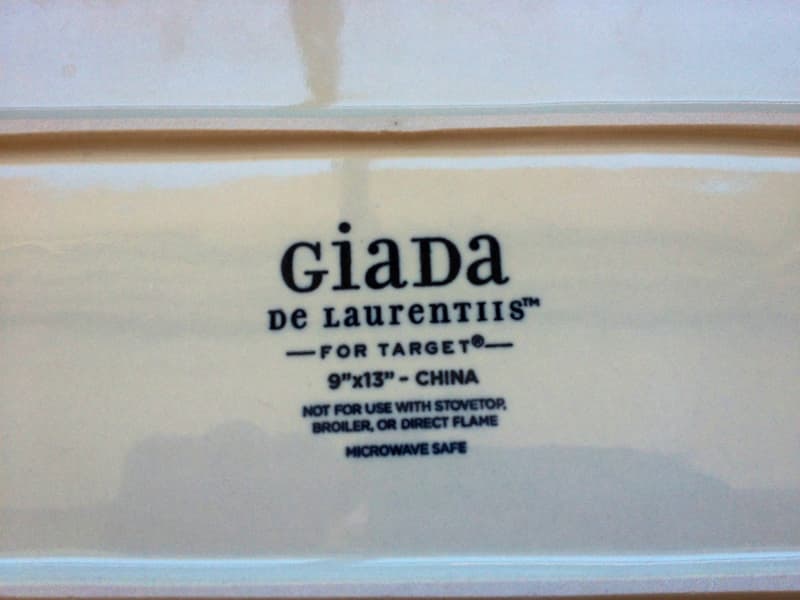 GiaDa
De LaurenTiis™
—FOR TARGET®—
9"x13" - CHINA
NOT FOR USE WITH STOVETOP,
BROILER, OR DIRECT FLAME
MICROWAVE SAFE